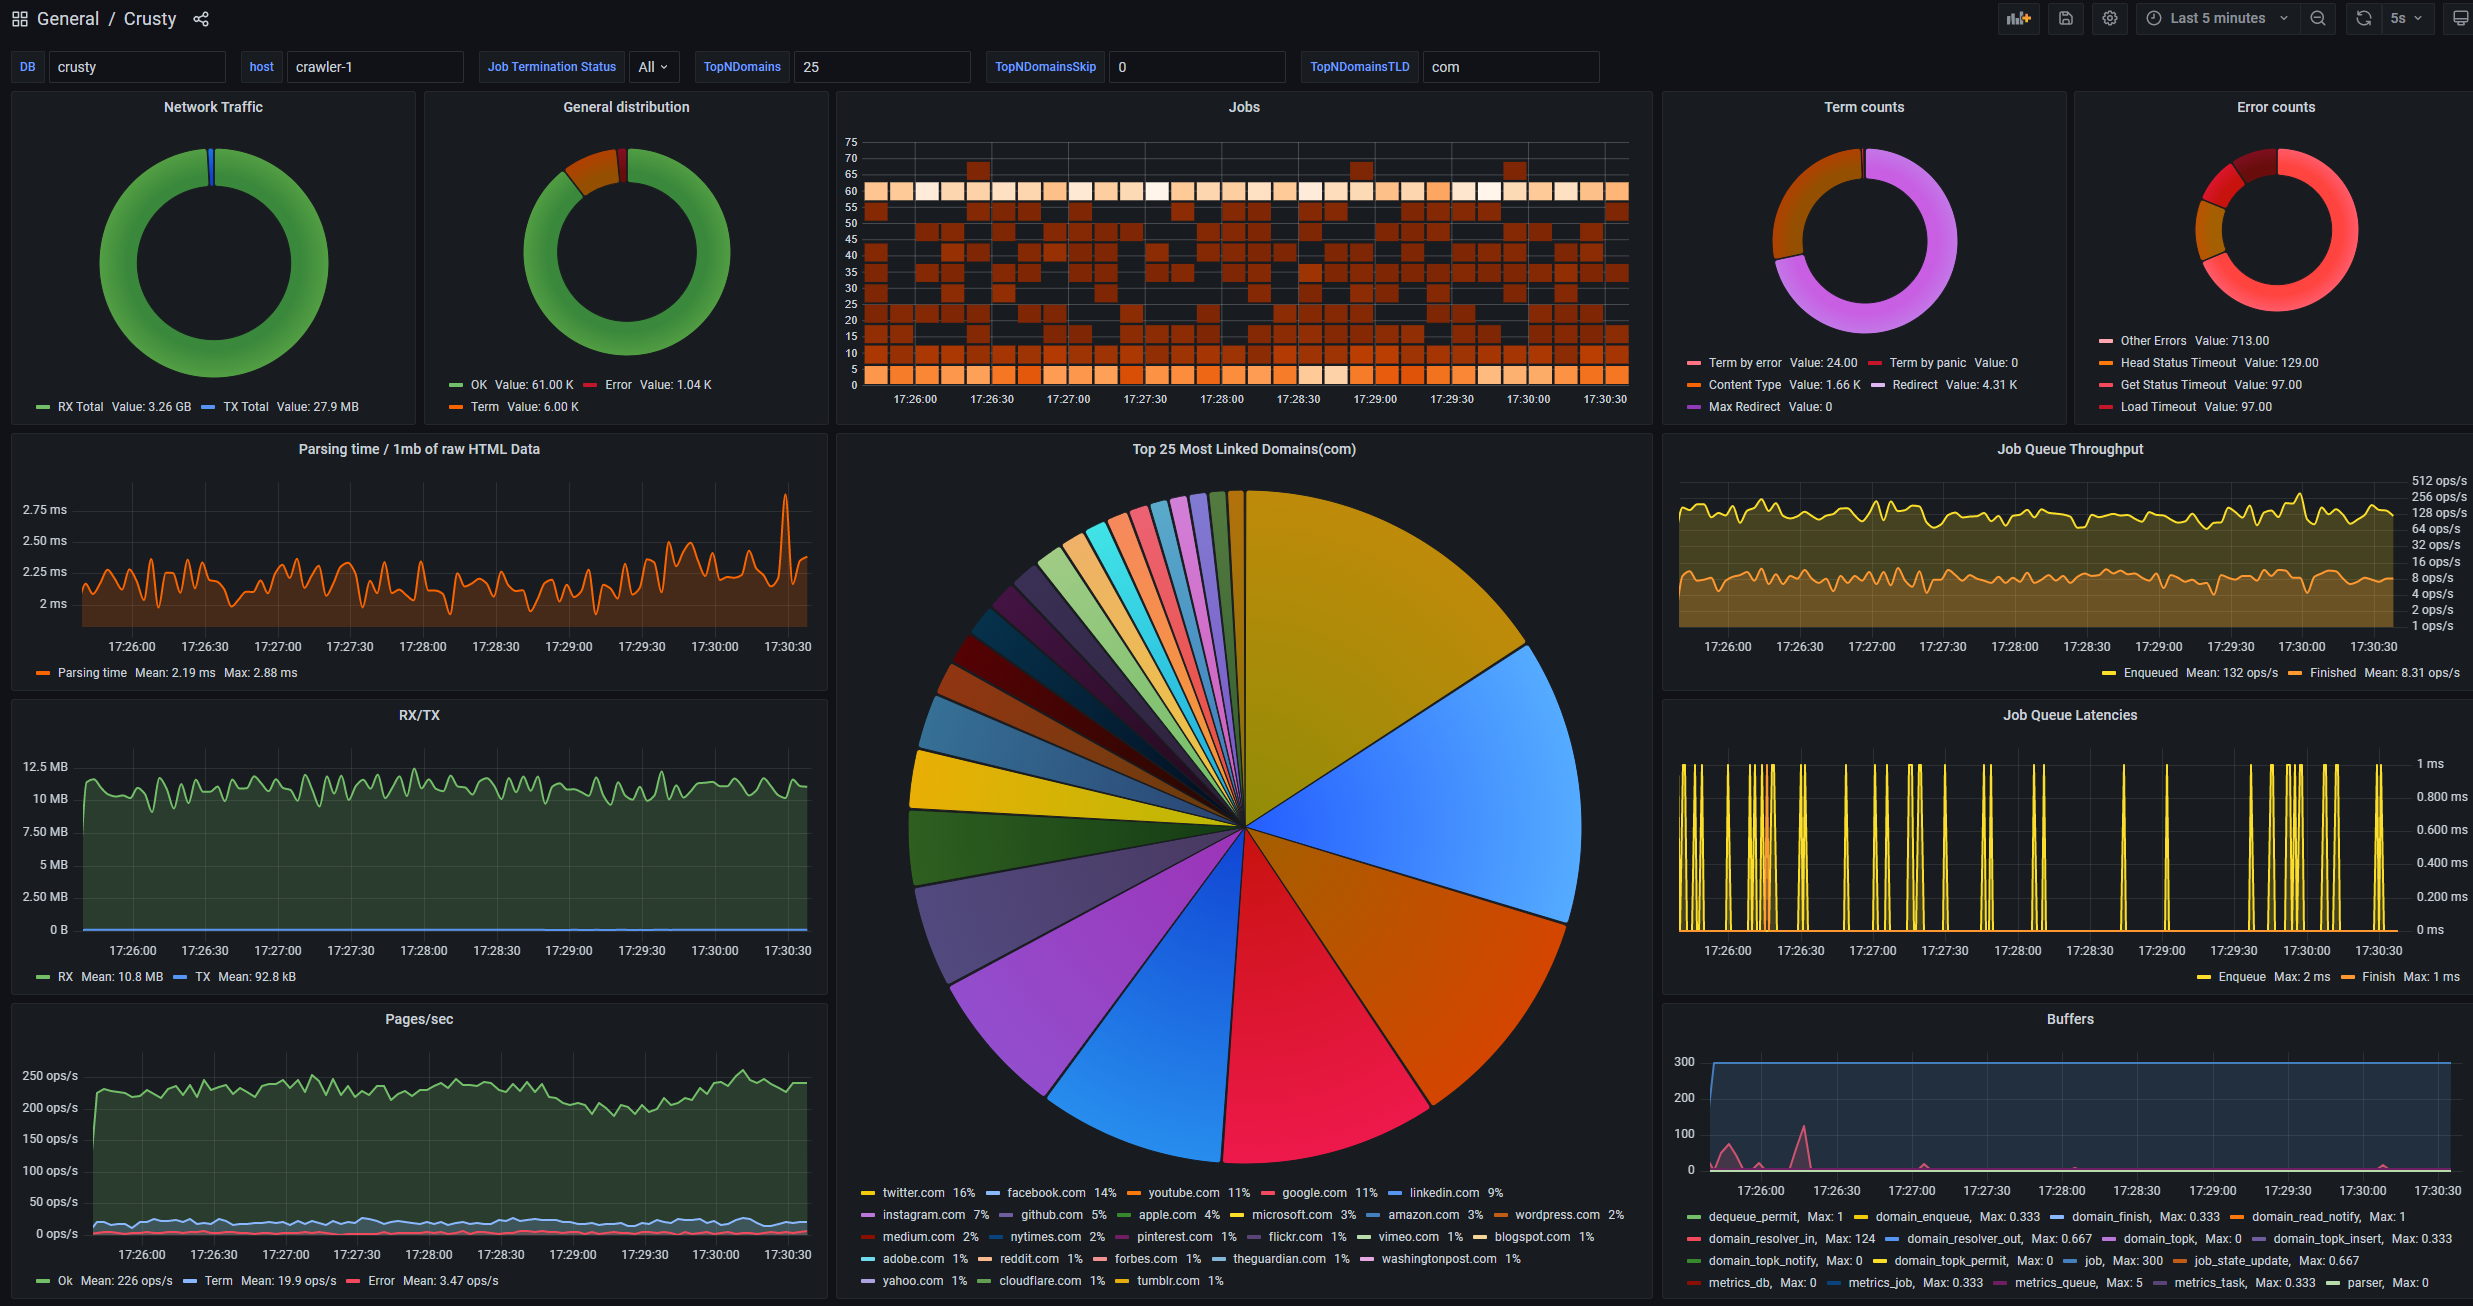 General / Crusty
Last 5 minutes 5s
DB crusty host crawler-1 Job Termination Status All TopNDomains 25 TopNDomainsSkip 0 TopNDomainsTLD com
Network Traffic
RX Total Value: 3.26 GB TX Total Value: 27.9 MB
General distribution
OK Value: 61.00 K Error Value: 1.04 K
Term Value: 6.00 K
Jobs
75
70
65
60
55
50
45
40
35
30
25
20
15
10
5
0
17:26:00 17:26:30 17:27:00 17:27:30 17:28:00 17:28:30 17:29:00 17:29:30 17:30:00 17:30:30
Term counts
Term by error Value: 24.00 Term by panic Value: 0
Content Type Value: 1.66 K Redirect Value: 4.31 K
Max Redirect Value: 0
Error counts
Other Errors Value: 713.00
Head Status Timeout Value: 129.00
Get Status Timeout Value: 97.00
Load Timeout Value: 97.00
Parsing time / 1mb of raw HTML Data
2.75 ms
2.50 ms
2.25 ms
2 ms
17:26:00 17:26:30 17:27:00 17:27:30 17:28:00 17:28:30 17:29:00 17:29:30 17:30:00 17:30:30
Parsing time Mean: 2.19 ms Max: 2.88 ms
RX/TX
12.5 MB
10 MB
7.50 MB
5 MB
2.50 MB
0 B
17:26:00 17:26:30 17:27:00 17:27:30 17:28:00 17:28:30 17:29:00 17:29:30 17:30:00 17:30:30
RX Mean: 10.8 MB TX Mean: 92.8 kB
Pages/sec
250 ops/s
200 ops/s
150 ops/s
100 ops/s
50 ops/s
0 ops/s
17:26:00 17:26:30 17:27:00 17:27:30 17:28:00 17:28:30 17:29:00 17:29:30 17:30:00 17:30:30
Ok Mean: 226 ops/s Term Mean: 19.9 ops/s Error Mean: 3.47 ops/s
Top 25 Most Linked Domains(com)
twitter.com 16% facebook.com 14% youtube.com 11% google.com 11% linkedin.com 9%
instagram.com 7% github.com 5% apple.com 4% microsoft.com 3% amazon.com 3% wordpress.com 2%
medium.com 2% nytimes.com 2% pinterest.com 1% flickr.com 1% vimeo.com 1% blogspot.com 1%
adobe.com 1% reddit.com 1% forbes.com 1% theguardian.com 1% washingtonpost.com 1%
yahoo.com 1% cloudflare.com 1% tumblr.com 1%
Job Queue Throughput
512 ops/s
256 ops/s
128 ops/s
64 ops/s
32 ops/s
16 ops/s
8 ops/s
4 ops/s
2 ops/s
1 ops/s
17:26:00 17:26:30 17:27:00 17:27:30 17:28:00 17:28:30 17:29:00 17:29:30 17:30:00 17:30:30
Enqueued Mean: 132 ops/s Finished Mean: 8.31 ops/s
Job Queue Latencies
1 ms
0.800 ms
0.600 ms
0.400 ms
0.200 ms
0 ms
17:26:00 17:26:30 17:27:00 17:27:30 17:28:00 17:28:30 17:29:00 17:29:30 17:30:00 17:30:30
Enqueue Max: 2 ms Finish Max: 1 ms
Buffers
300
200
100
0
17:26:00 17:26:30 17:27:00 17:27:30 17:28:00 17:28:30 17:29:00 17:29:30 17:30:00 17:30:30
dequeue_permit, Max: 1 domain_enqueue, Max: 0.333 domain_finish, Max: 0.333 domain_read_notify, Max: 1
domain_resolver_in, Max: 124 domain_resolver_out, Max: 0.667 domain_topk, Max: 0 domain_topk_insert, Max: 0.333
domain_topk_notify, Max: 0 domain_topk_permit, Max: 0 job, Max: 300 job_state_update, Max: 0.667
metrics_db, Max: 0 metrics_job, Max: 0.333 metrics_queue, Max: 5 metrics_task, Max: 0.333 parser, Max: 0